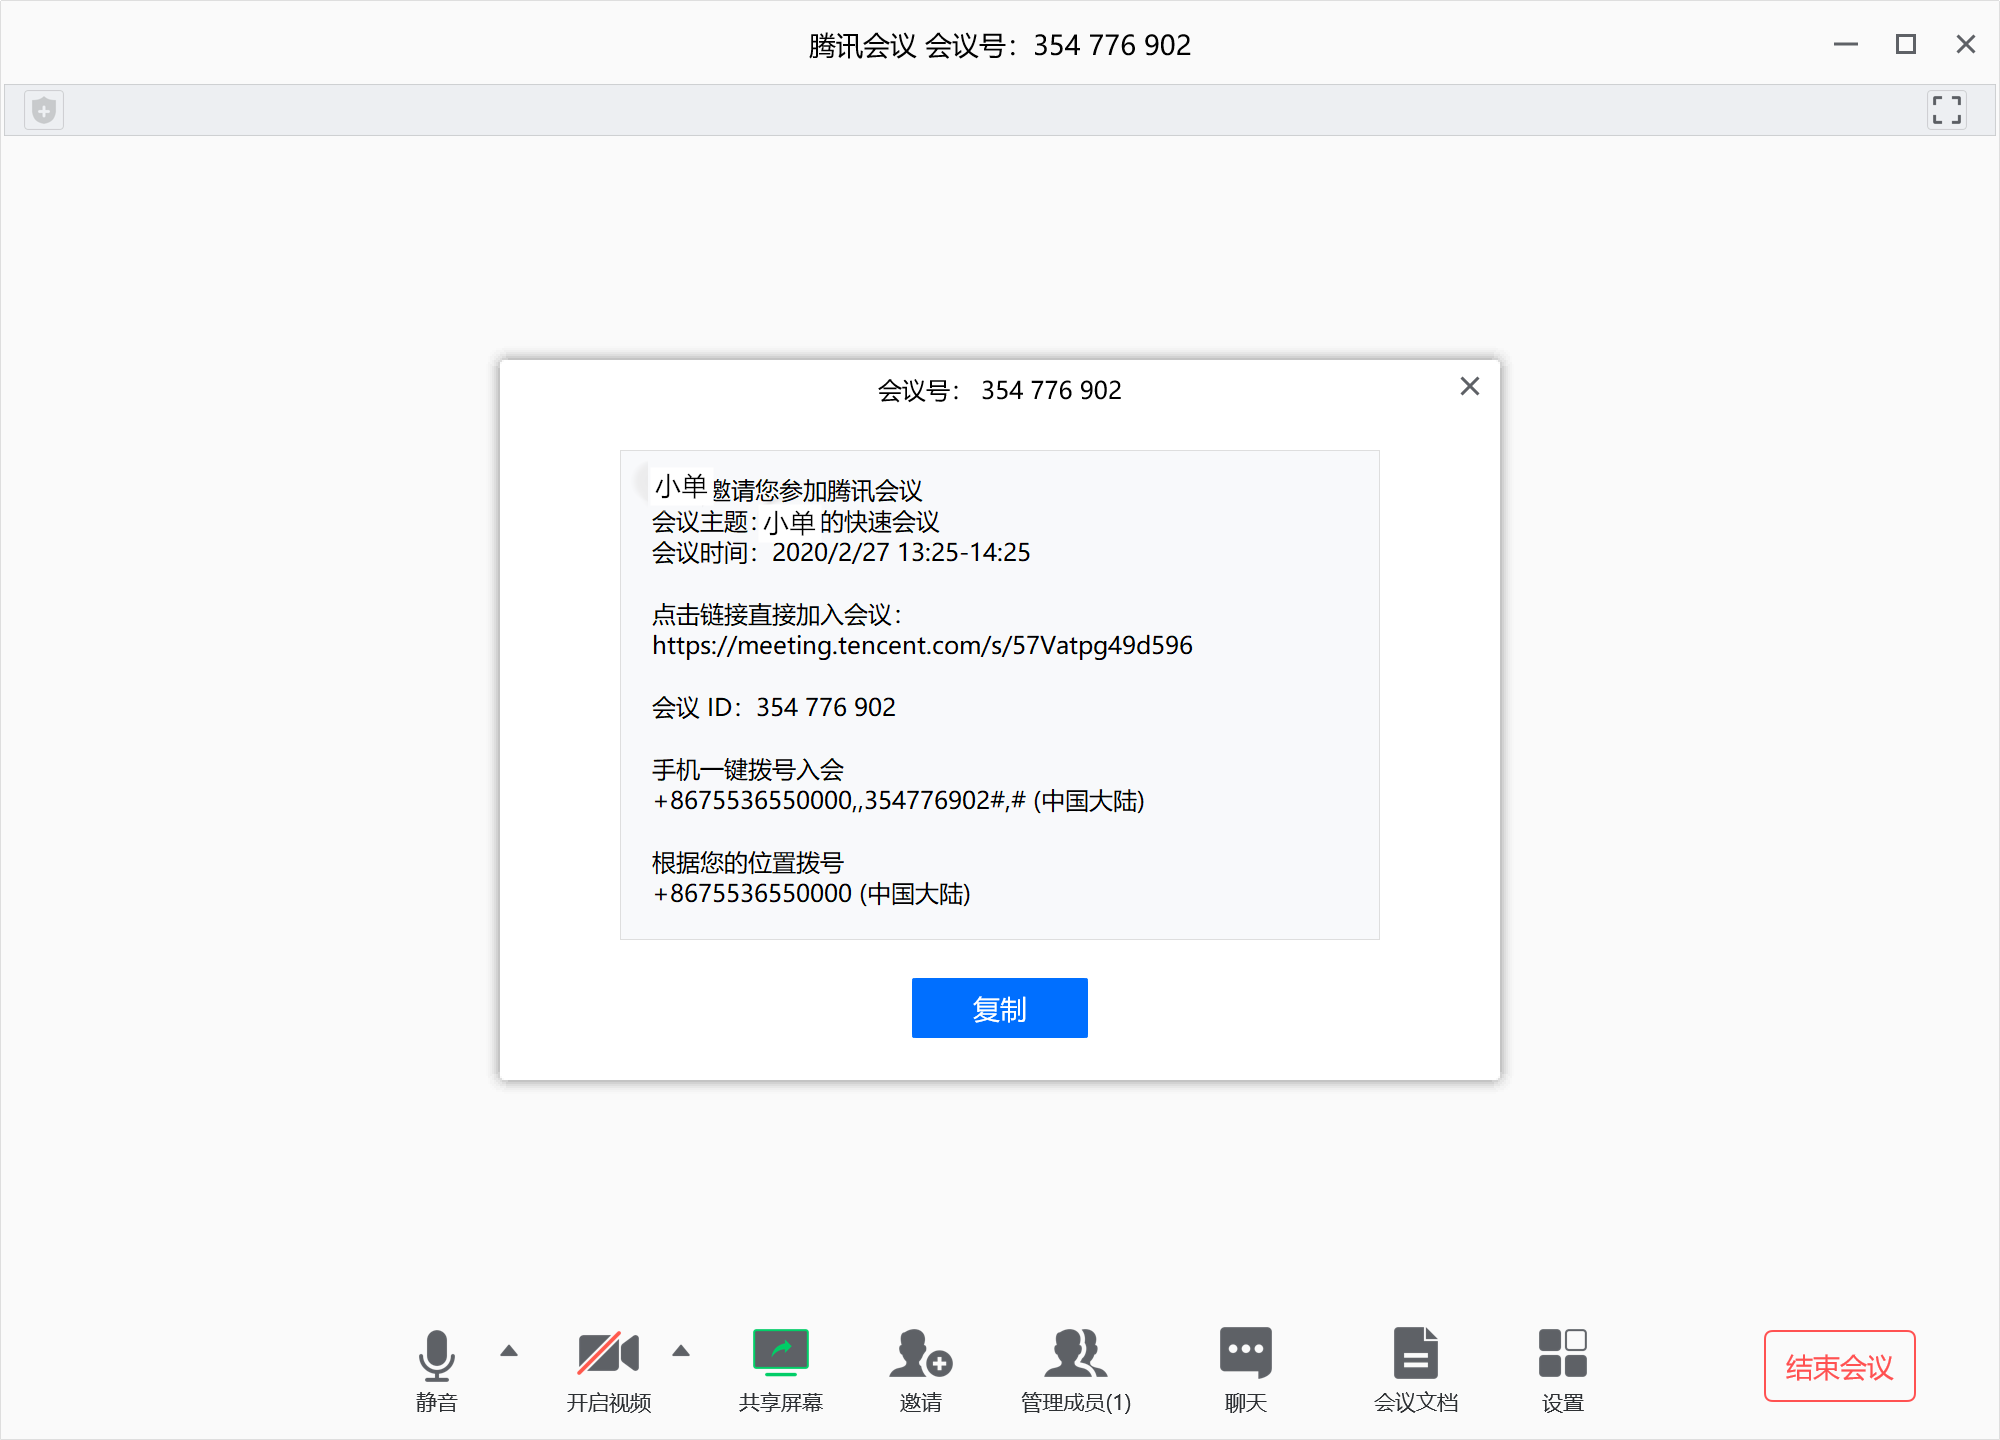 腾讯会议 会议号：354 776 902
会议号： 354 776 902
小单 邀请您参加腾讯会议
会议主题：小单 的快速会议
会议时间：2020/2/27 13:25-14:25
点击链接直接加入会议：
https://meeting.tencent.com/s/57Vatpg49d596
会议 ID：354 776 902
手机一键拨号入会
+8675536550000,,354776902#,# (中国大陆)
根据您的位置拨号
+8675536550000 (中国大陆)
复制
静音
开启视频
共享屏幕
邀请
管理成员(1)
聊天
会议文档
设置
结束会议